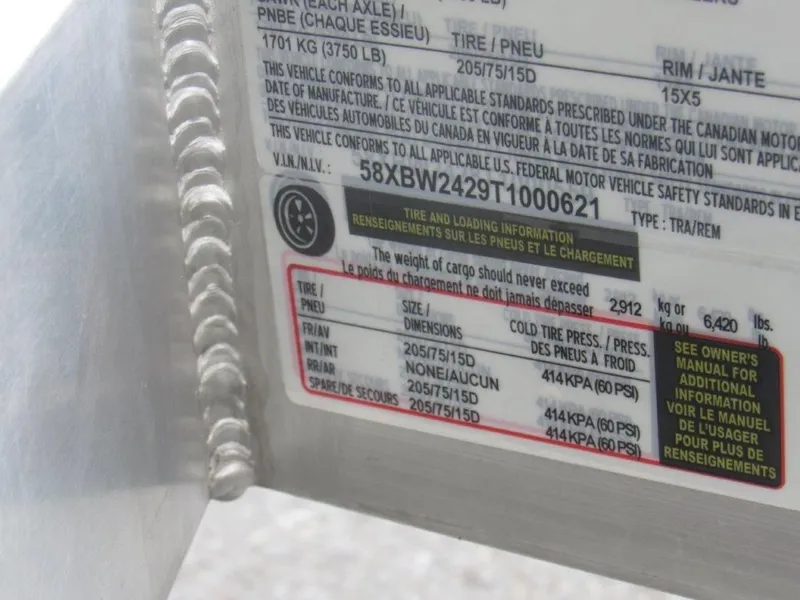 (EACH AXLE) /
PNBE (CHAQUE ESSIEU)
1701 KG (3750 LB)
TIRE / PNEU
205/75/15D
RIM / JANTE
15X5
THIS VEHICLE CONFORMS TO ALL APPLICABLE STANDARDS PRESCRIBED UNDER THE CANADIAN MOTOR
DATE OF MANUFACTURE. / CE VÉHICULE EST CONFORME À TOUTES LES NORMES QUI LUI SONT APPLIC
DES VÉHICULES AUTOMOBILES DU CANADA EN VIGUEUR À LA DATE DE SA FABRICATION
THIS VEHICLE CONFORMS TO ALL APPLICABLE U.S. FEDERAL MOTOR VEHICLE SAFETY STANDARDS IN E
V.I.N./N.I.V.: 58XBW2429T1000621 TYPE : TRA/REM
TIRE AND LOADING INFORMATION
RENSEIGNEMENTS SUR LES PNEUS ET LE CHARGEMENT
The weight of cargo should never exceed
Le poids du chargement ne doit jamais dépasser 2,912 kg or kg ou 6,420 lbs. lb
TIRE / PNEU SIZE / DIMENSIONS COLD TIRE PRESS. / PRESS. DES PNEUS À FROID
FR/AV 205/75/15D 414 KPA (60 PSI)
INT/INT NONE/AUCUN
RR/AR 205/75/15D 414 KPA (60 PSI)
SPARE/DE SECOURS 205/75/15D 414 KPA (60 PSI)
SEE OWNER'S
MANUAL FOR
ADDITIONAL
INFORMATION
VOIR LE MANUEL
DE L'USAGER
POUR PLUS DE
RENSEIGNEMENTS